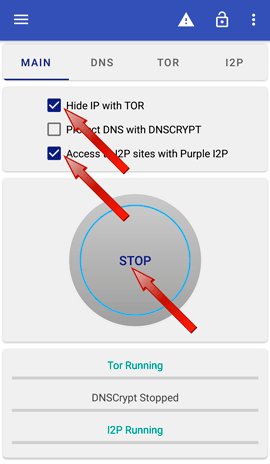 MAIN DNS TOR I2P
Hide IP with TOR
Protect DNS with DNSCRYPT
Access to I2P sites with Purple I2P
STOP
Tor Running
DNSCrypt Stopped
I2P Running